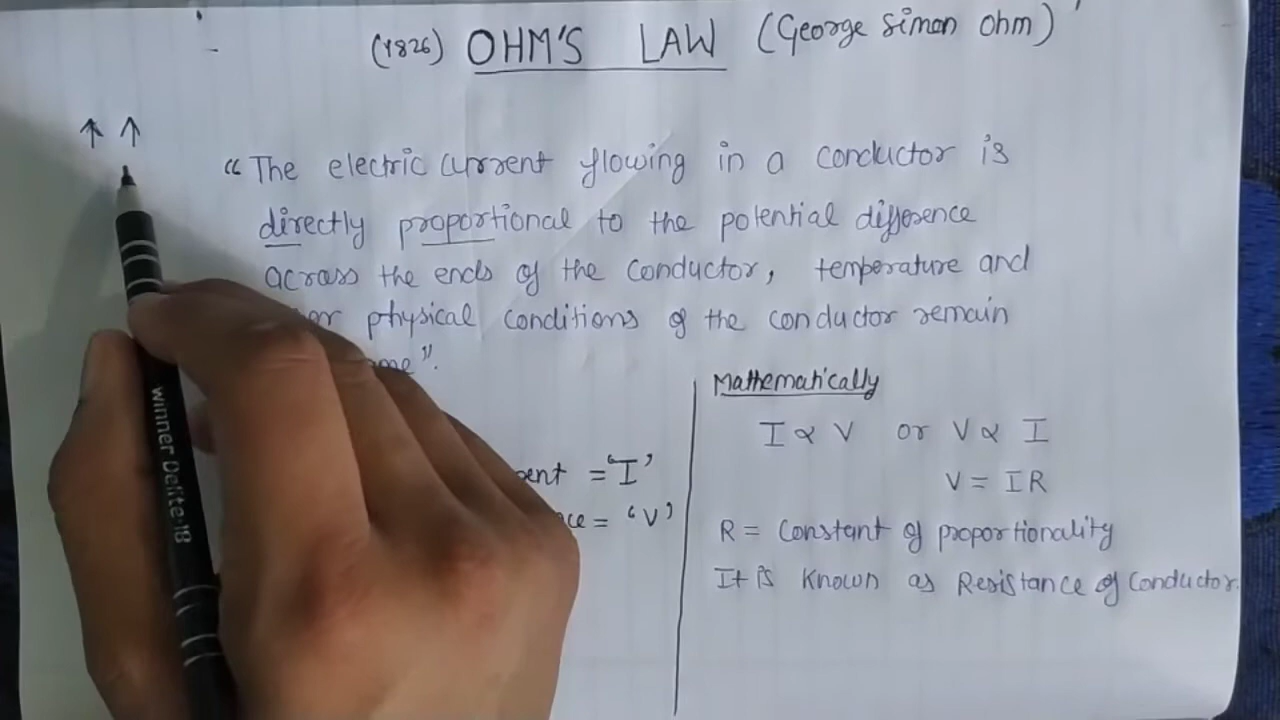 (1826) OHM'S LAW (George Simon Ohm)
↑ ↑
“The electric current flowing in a conductor is
directly proportional to the potential difference
across the ends of the conductor, temperature and
physical conditions of the conductor remain
”.
= ‘I’
= ‘V’
Mathematically
I ∝ V or V ∝ I
V = IR
R = Constant of proportionality
It is known as Resistance of Conductor.
winner Delite-18